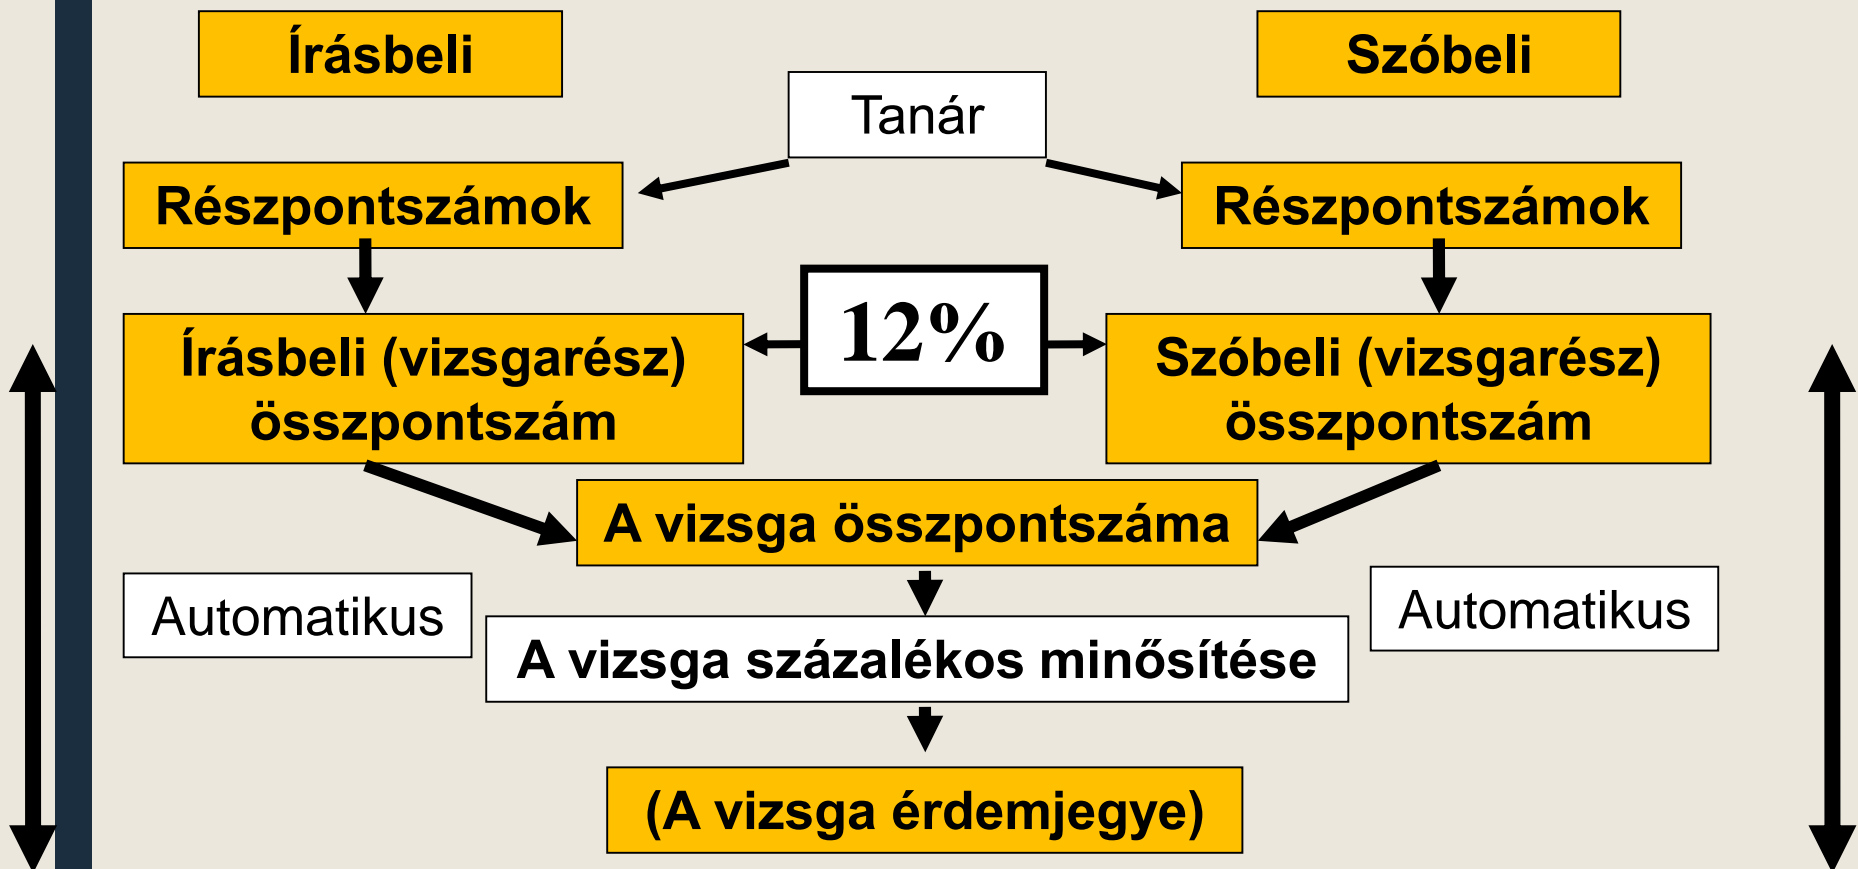 Írásbeli
Szóbeli
Tanár
Részpontszámok
Részpontszámok
12%
Írásbeli (vizsgarész)
összpontszám
Szóbeli (vizsgarész)
összpontszám
A vizsga összpontszáma
Automatikus
Automatikus
A vizsga százalékos minősítése
(A vizsga érdemjegye)